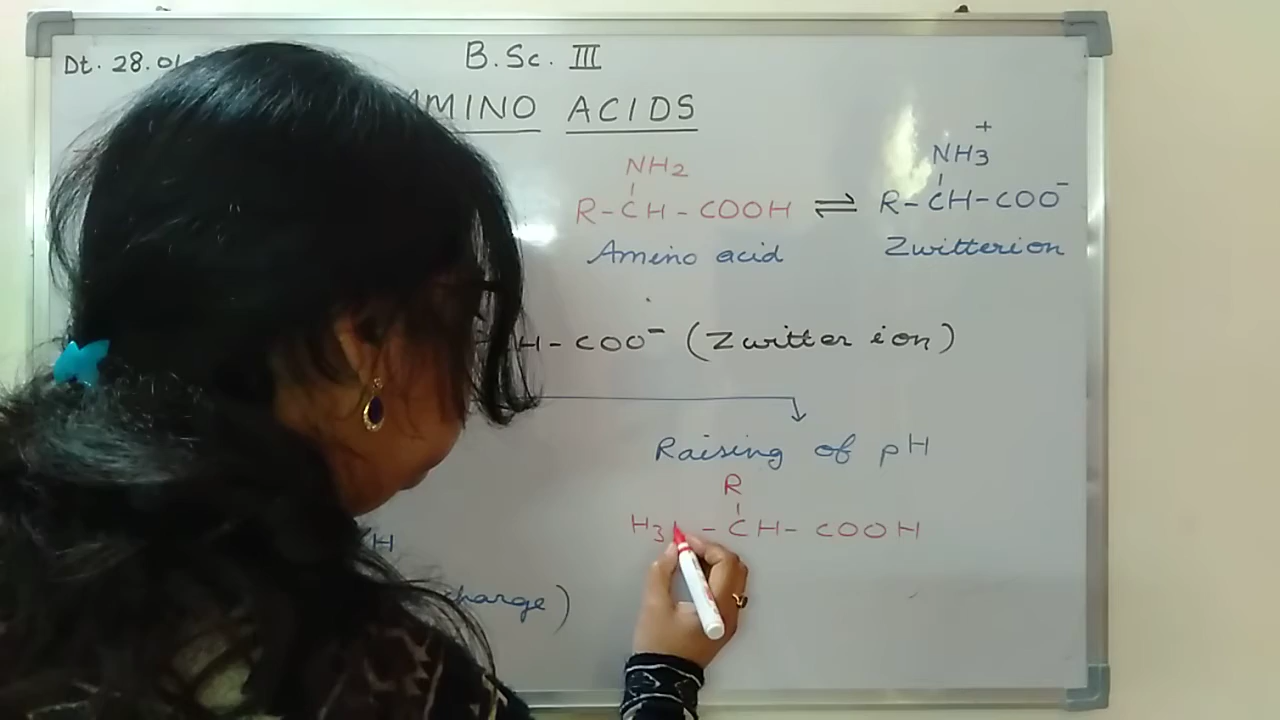 Dt. 28.01
B.Sc. III
AMINO ACIDS
NH2
R-CH-COOH ⇌
Amino acid
+
NH3
R-CH-COO-
Zwitterion
H-COO- (Zwitter ion)
Raising of pH
R
H3 -CH-COOH
H
charge)